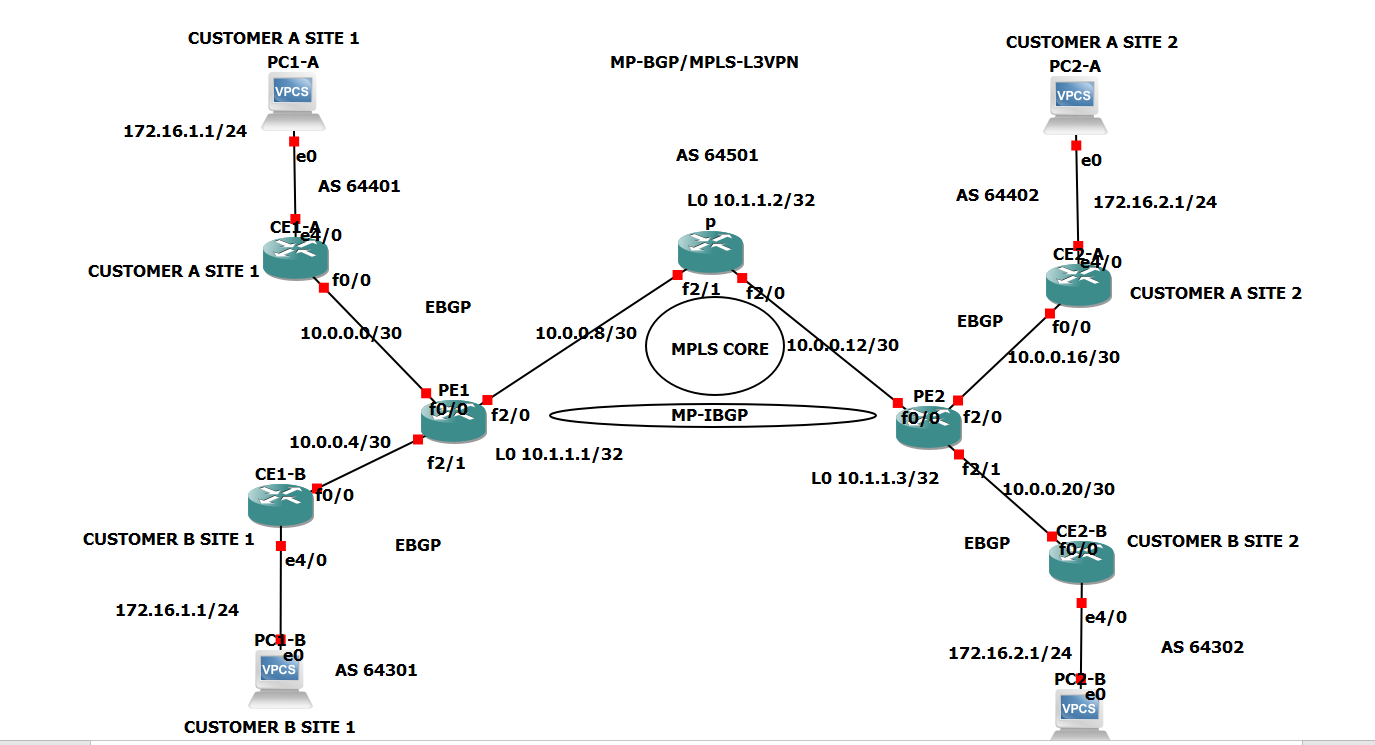 CUSTOMER A SITE 1
PC1-A
VPCS
172.16.1.1/24
e0
AS 64401
CE1-A
e4/0
CUSTOMER A SITE 1
f0/0
EBGP
10.0.0.0/30
MP-BGP/MPLS-L3VPN
AS 64501
L0 10.1.1.2/32
p
f2/1
f2/0
10.0.0.8/30
MPLS CORE
10.0.0.12/30
MP-IBGP
PE1
f0/0
f2/0
10.0.0.4/30
f2/1
L0 10.1.1.1/32
CE1-B
f0/0
CUSTOMER B SITE 1
EBGP
e4/0
172.16.1.1/24
PC1-B
e0
VPCS
AS 64301
CUSTOMER B SITE 1
CUSTOMER A SITE 2
PC2-A
VPCS
e0
AS 64402
172.16.2.1/24
CE2-A
e4/0
CUSTOMER A SITE 2
EBGP
f0/0
10.0.0.16/30
PE2
f0/0
f2/0
L0 10.1.1.3/32
f2/1
10.0.0.20/30
EBGP
CE2-B
f0/0
CUSTOMER B SITE 2
e4/0
172.16.2.1/24
AS 64302
PC2-B
e0
VPCS